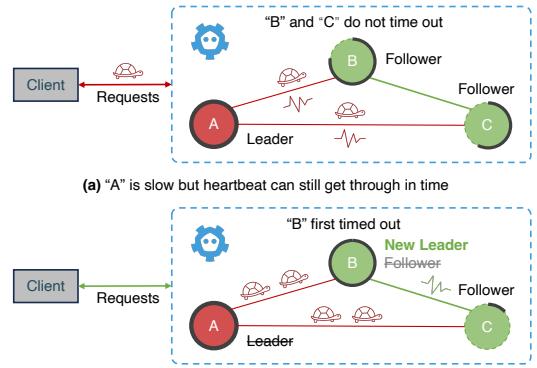 “B” and “C” do not time out
B
Follower
Client
Requests
Follower
A
Leader
C
(a) “A” is slow but heartbeat can still get through in time
“B” first timed out
New Leader
B
Follower
Client
Requests
Follower
A
Leader
C